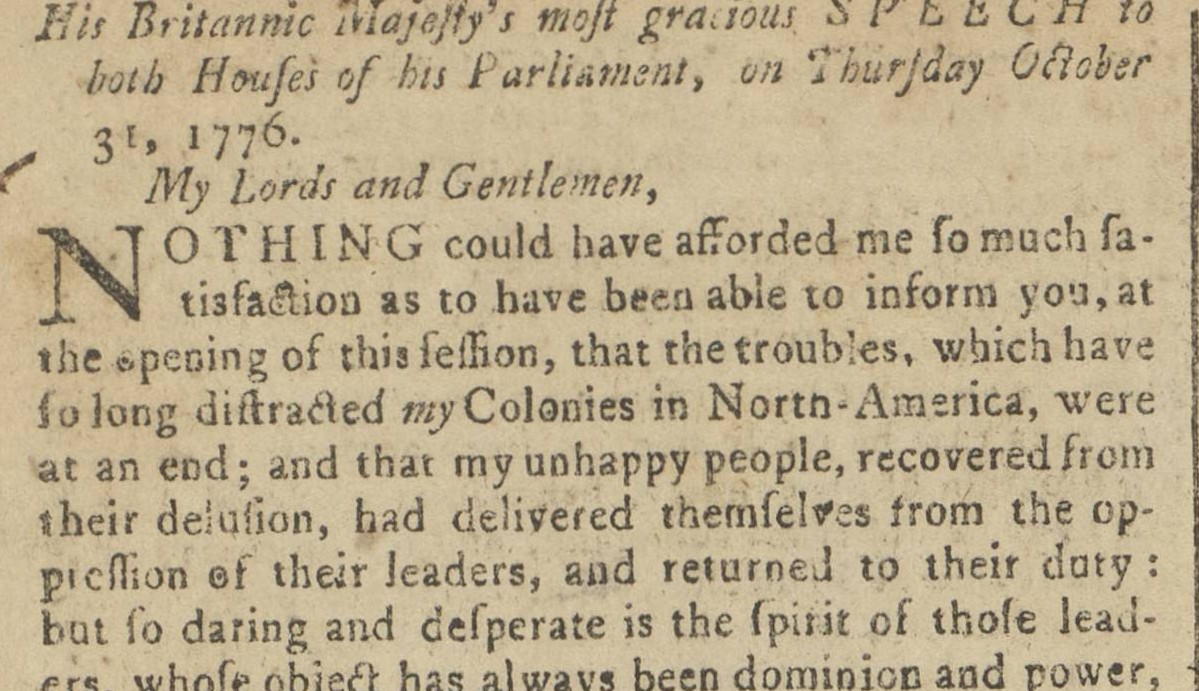 His Britannic Majeſty's moſt gracious SPEECH to
both Houſes of his Parliament, on Thurſday October
31, 1776.
My Lords and Gentlemen,
NOTHING could have afforded me ſo much ſa-
tisfaction as to have been able to inform you, at
the opening of this ſeſſion, that the troubles, which have
ſo long diſtracted my Colonies in North-America, were
at an end; and that my unhappy people, recovered from
their deluſion, had delivered themſelves from the op-
preſſion of their leaders, and returned to their duty:
but ſo daring and deſperate is the ſpirit of thoſe lead-
ers, whoſe object has always been dominion and power,